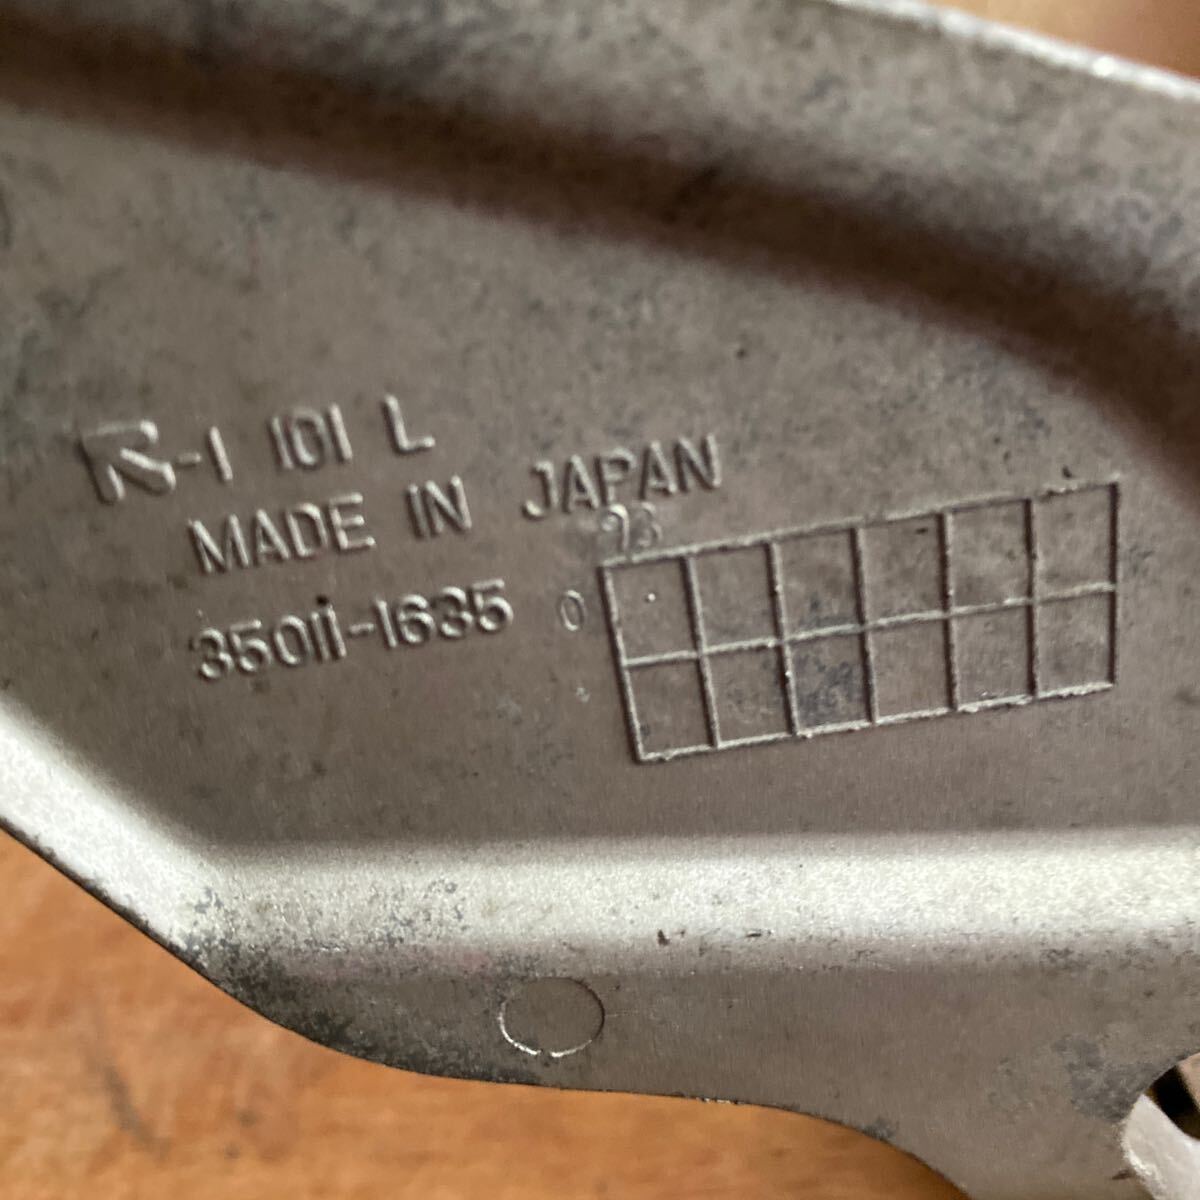 R-1 101 L
MADE IN JAPAN
93
35011-1635
0